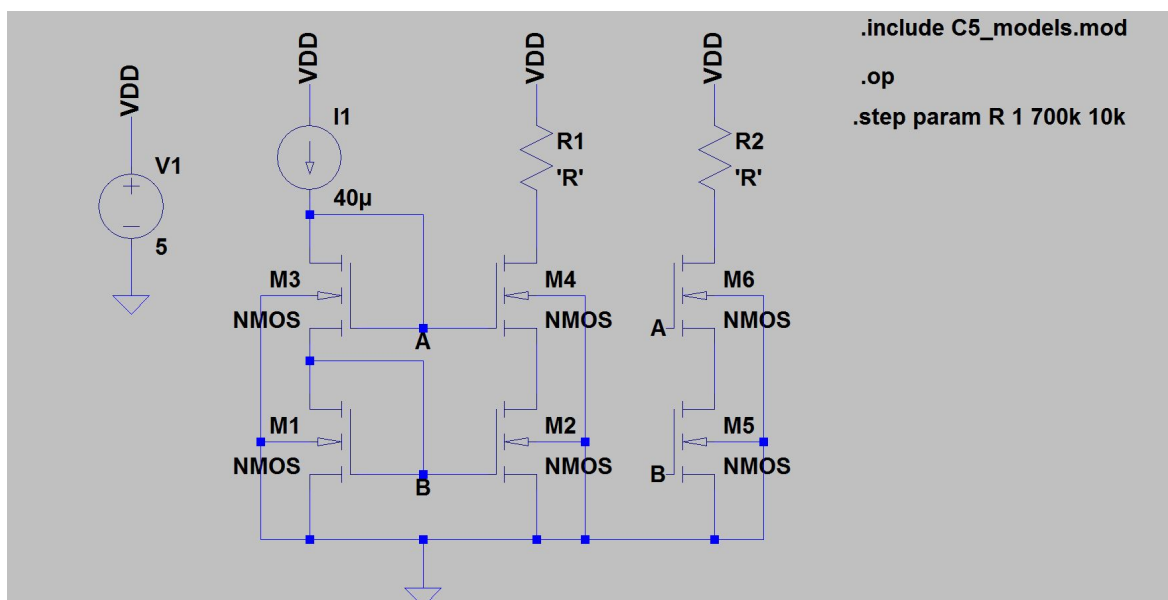 .include C5_models.mod
.op
.step param R 1 700k 10k
VDD
V1
5
VDD
I1
40µ
VDD
R1
'R'
VDD
R2
'R'
M3
NMOS
A
M4
NMOS
A
M6
NMOS
M1
NMOS
B
M2
NMOS
B
M5
NMOS